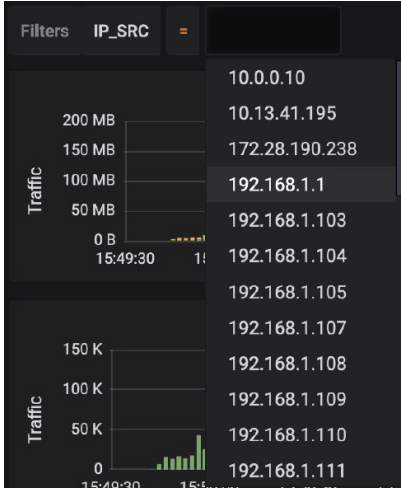 Filters IP_SRC =
10.0.0.10
10.13.41.195
172.28.190.238
192.168.1.1
192.168.1.103
192.168.1.104
192.168.1.105
192.168.1.107
192.168.1.108
192.168.1.109
192.168.1.110
192.168.1.111
Traffic
200 MB
150 MB
100 MB
50 MB
0 B
15:49:30
Traffic
150 K
100 K
50 K
0
15:49:30